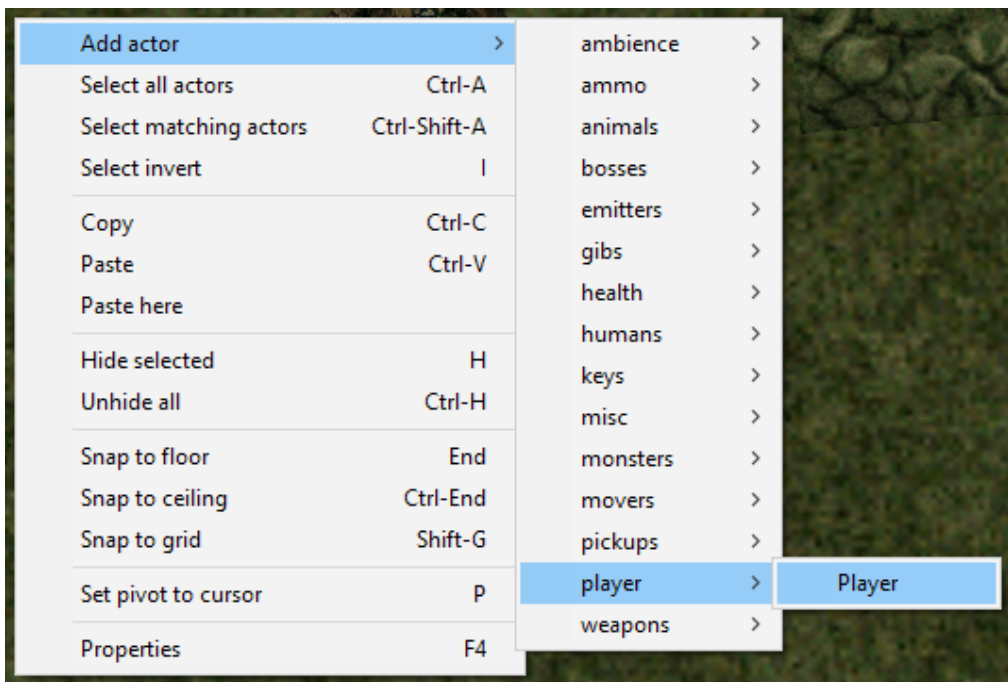 Add actor
Select all actors Ctrl-A
Select matching actors Ctrl-Shift-A
Select invert I
Copy Ctrl-C
Paste Ctrl-V
Paste here
Hide selected H
Unhide all Ctrl-H
Snap to floor End
Snap to ceiling Ctrl-End
Snap to grid Shift-G
Set pivot to cursor P
Properties F4
ambience
ammo
animals
bosses
emitters
gibs
health
humans
keys
misc
monsters
movers
pickups
player
weapons
Player